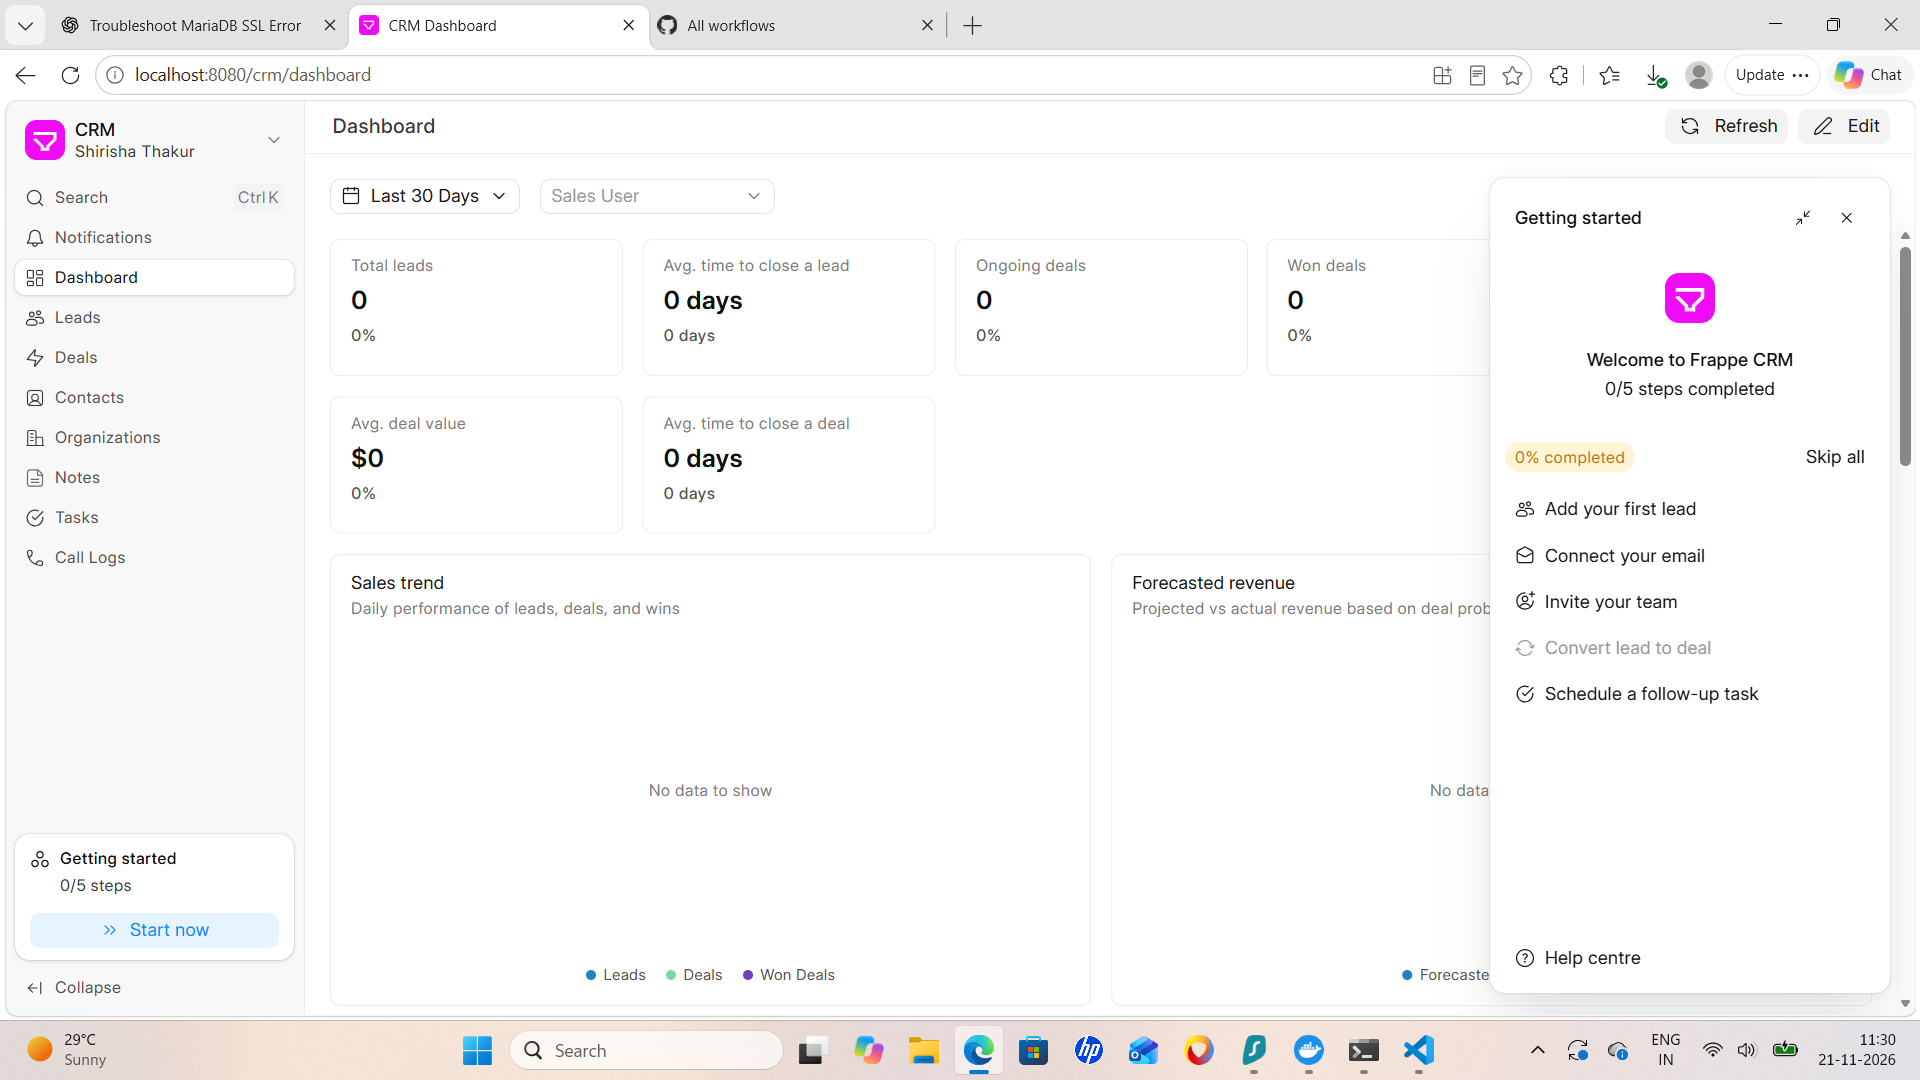 Troubleshoot MariaDB SSL Error
CRM Dashboard
All workflows
localhost:8080/crm/dashboard
Update
Chat
CRM
Shirisha Thakur
Search
Ctrl K
Notifications
Dashboard
Leads
Deals
Contacts
Organizations
Notes
Tasks
Call Logs
Getting started
0/5 steps
Start now
Collapse
Dashboard
Refresh
Edit
Last 30 Days
Sales User
Total leads
0
0%
Avg. time to close a lead
0 days
0 days
Ongoing deals
0
0%
Won deals
0
0%
Avg. deal value
$0
0%
Avg. time to close a deal
0 days
0 days
Sales trend
Daily performance of leads, deals, and wins
No data to show
Leads
Deals
Won Deals
Forecasted revenue
Projected vs actual revenue based on deal prob
No data
Forecaste
Getting started
Welcome to Frappe CRM
0/5 steps completed
0% completed
Skip all
Add your first lead
Connect your email
Invite your team
Convert lead to deal
Schedule a follow-up task
Help centre
29°C
Sunny
Search
hp
ENG
IN
11:30
21-11-2026